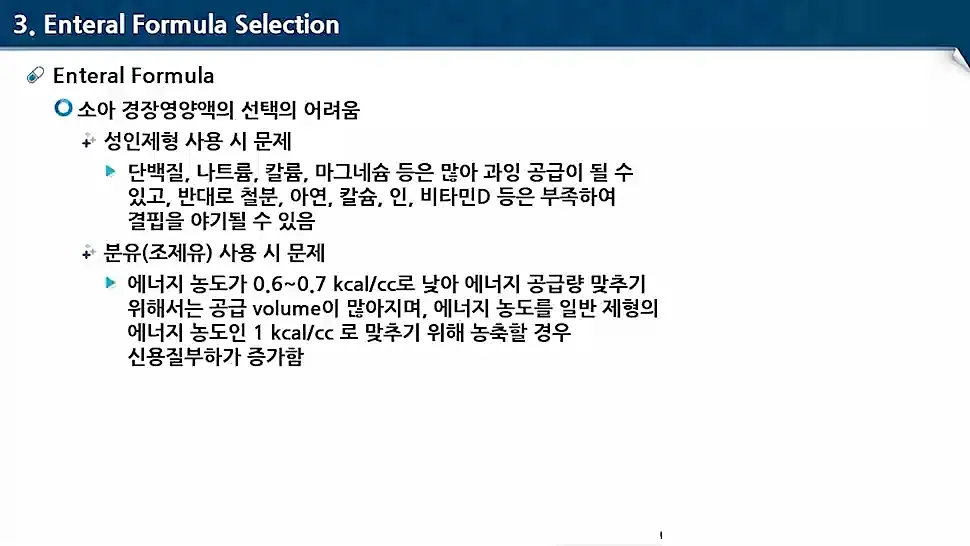 3. Enteral Formula Selection
Enteral Formula
소아 경장영양액의 선택의 어려움
성인제형 사용 시 문제
단백질, 나트륨, 칼륨, 마그네슘 등은 많아 과잉 공급이 될 수
있고, 반대로 철분, 아연, 칼슘, 인, 비타민D 등은 부족하여
결핍을 야기될 수 있음
분유(조제유) 사용 시 문제
에너지 농도가 0.6~0.7 kcal/cc로 낮아 에너지 공급량 맞추기
위해서는 공급 volume이 많아지며, 에너지 농도를 일반 제형의
에너지 농도인 1 kcal/cc 로 맞추기 위해 농축할 경우
신용질부하가 증가함